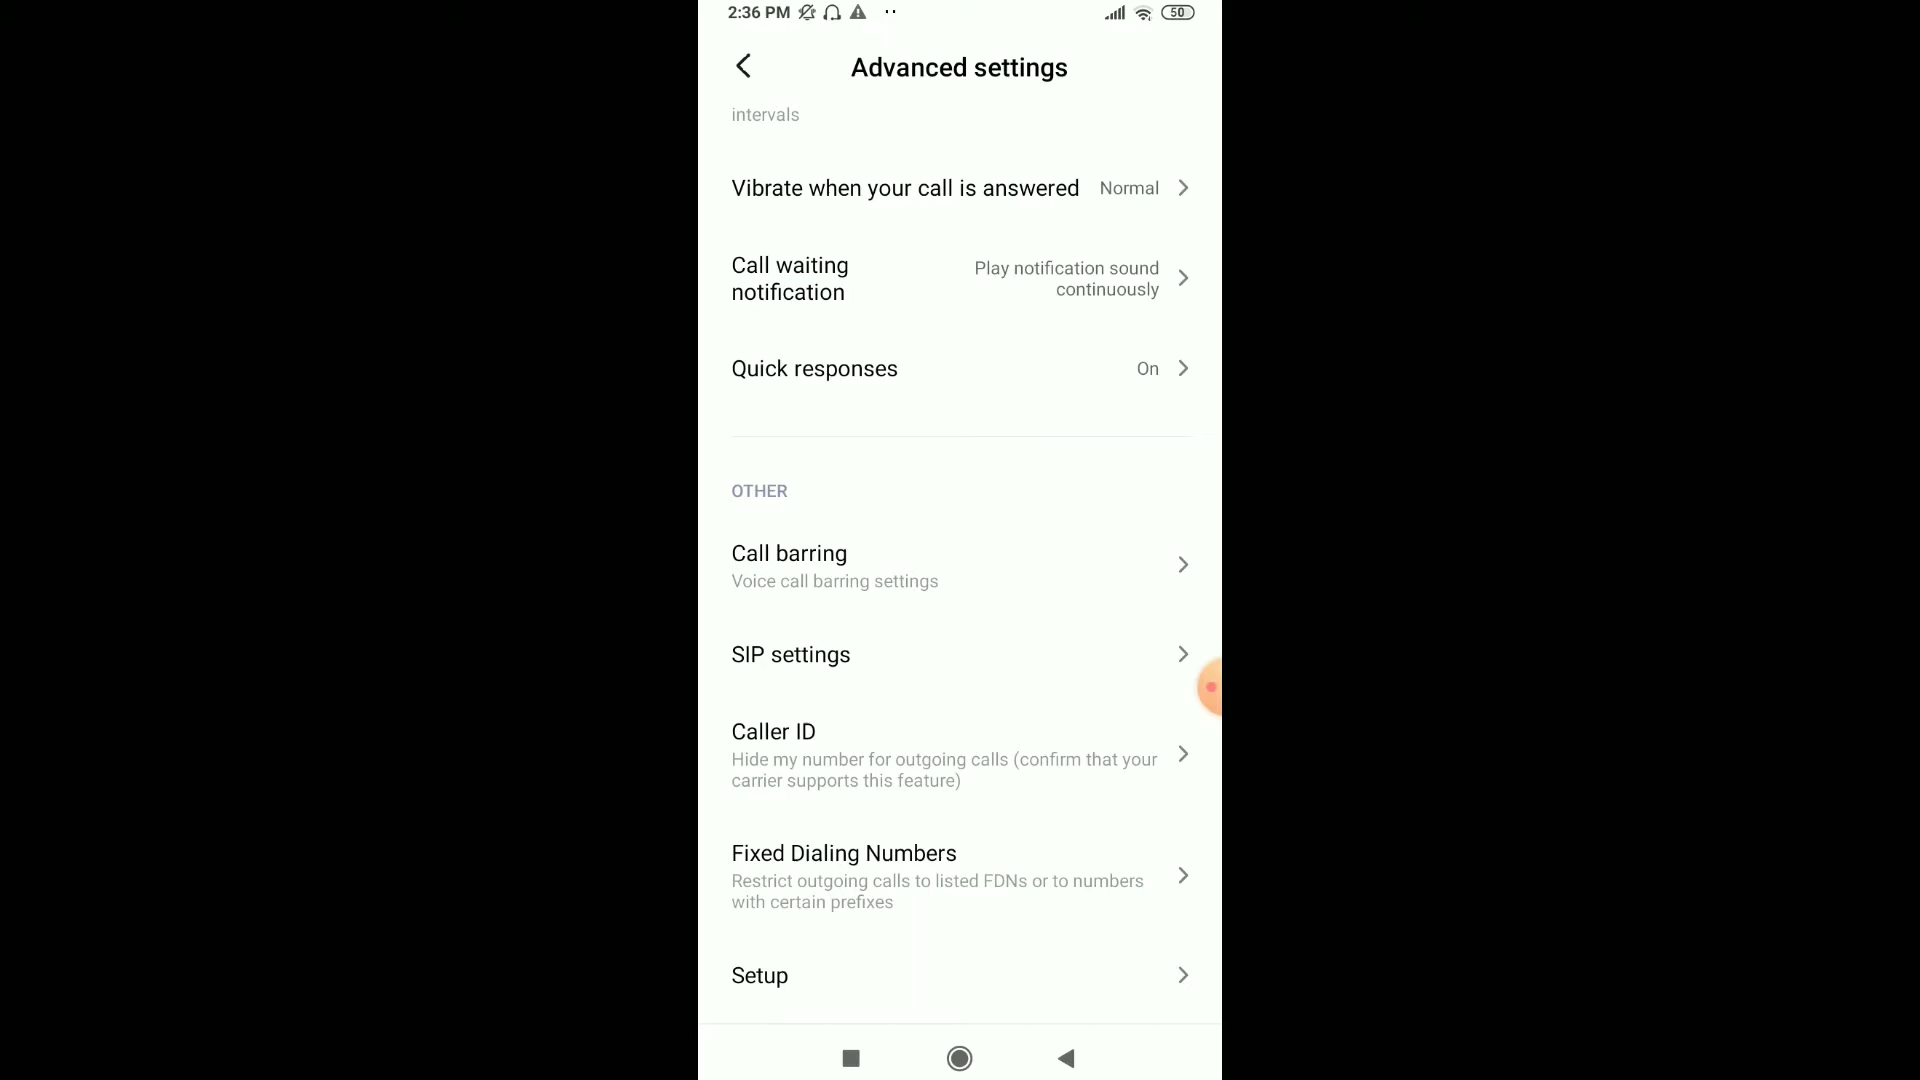 2:36 PM 50
Advanced settings
intervals
Vibrate when your call is answered Normal
Call waiting
notification
Play notification sound
continuously
Quick responses On
OTHER
Call barring
Voice call barring settings
SIP settings
Caller ID
Hide my number for outgoing calls (confirm that your
carrier supports this feature)
Fixed Dialing Numbers
Restrict outgoing calls to listed FDNs or to numbers
with certain prefixes
Setup